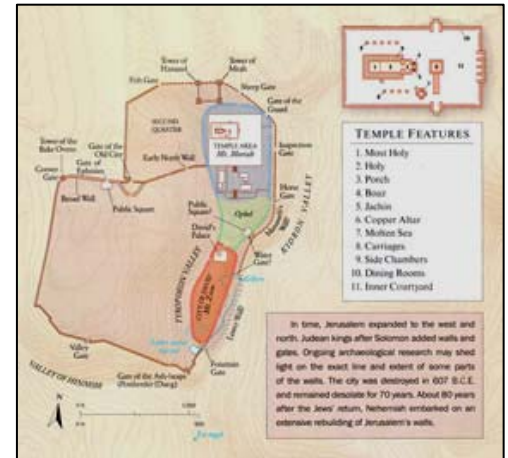 Tower of
Hananel
Tower of
Meah
Fish Gate
Sheep Gate
Gate of the
Guard
SECOND
QUARTER
TEMPLE AREA
Mt. Moriah
Inspection
Gate
Tower of the
Bake Ovens
Gate of the
Old City
Early North Wall
Corner
Gate
Gate of
Ephraim
Horse
Gate
Broad Wall
Public Square
Public
Square?
Ophel
David's
Palace
KIDRON VALLEY
Water
Gate?
TYROPOEON VALLEY
CITY OF DAVID
Mt. Zion
Valley
Gate
VALLEY OF HINNOM
Gate of the Ash-heaps
(Potsherds) (Dung)
Fountain
Gate
N
TEMPLE FEATURES
1. Most Holy
2. Holy
3. Porch
4. Boaz
5. Jachin
6. Copper Altar
7. Molten Sea
8. Carriages
9. Side Chambers
10. Dining Rooms
11. Inner Courtyard
In time, Jerusalem expanded to the west and
north. Judean kings after Solomon added walls and
gates. Ongoing archaeological research may shed
light on the exact line and extent of some parts
of the walls. The city was destroyed in 607 B.C.E.
and remained desolate for 70 years. About 80 years
after the Jews' return, Nehemiah embarked on an
extensive rebuilding of Jerusalem's walls.